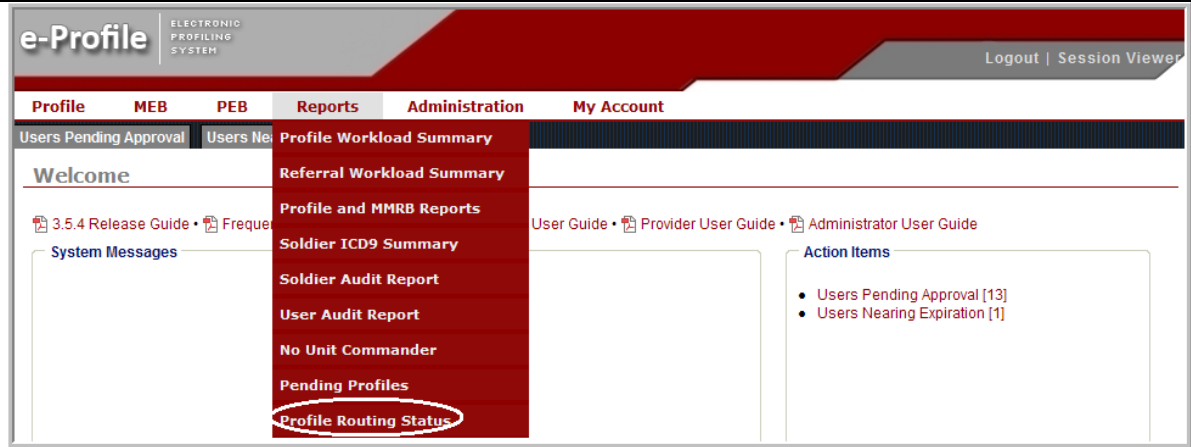 e-Profile
ELECTRONIC
PROFILING
SYSTEM
Logout | Session Viewer
Profile MEB PEB Reports Administration My Account
Users Pending Approval Users Nea
Profile Workload Summary
Referral Workload Summary
Profile and MMRB Reports
Soldier ICD9 Summary
Soldier Audit Report
User Audit Report
No Unit Commander
Pending Profiles
Profile Routing Status
Welcome
3.5.4 Release Guide • Freque User Guide • Provider User Guide • Administrator User Guide
System Messages
Action Items
• Users Pending Approval [13]
• Users Nearing Expiration [1]